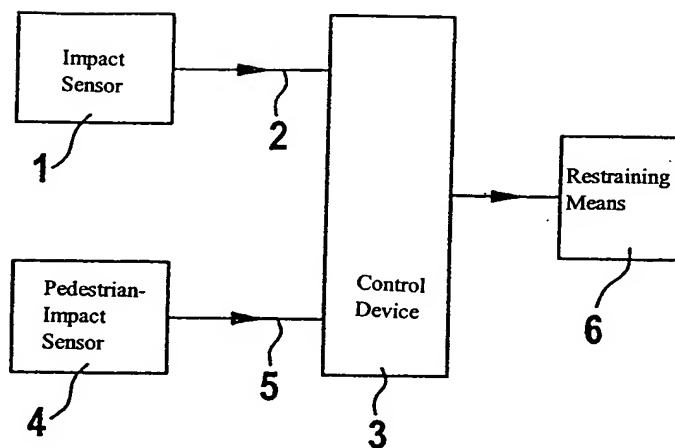 Impact
Sensor
1
2
Pedestrian-
Impact
Sensor
4
5
Control
Device
3
Restraining
Means
6